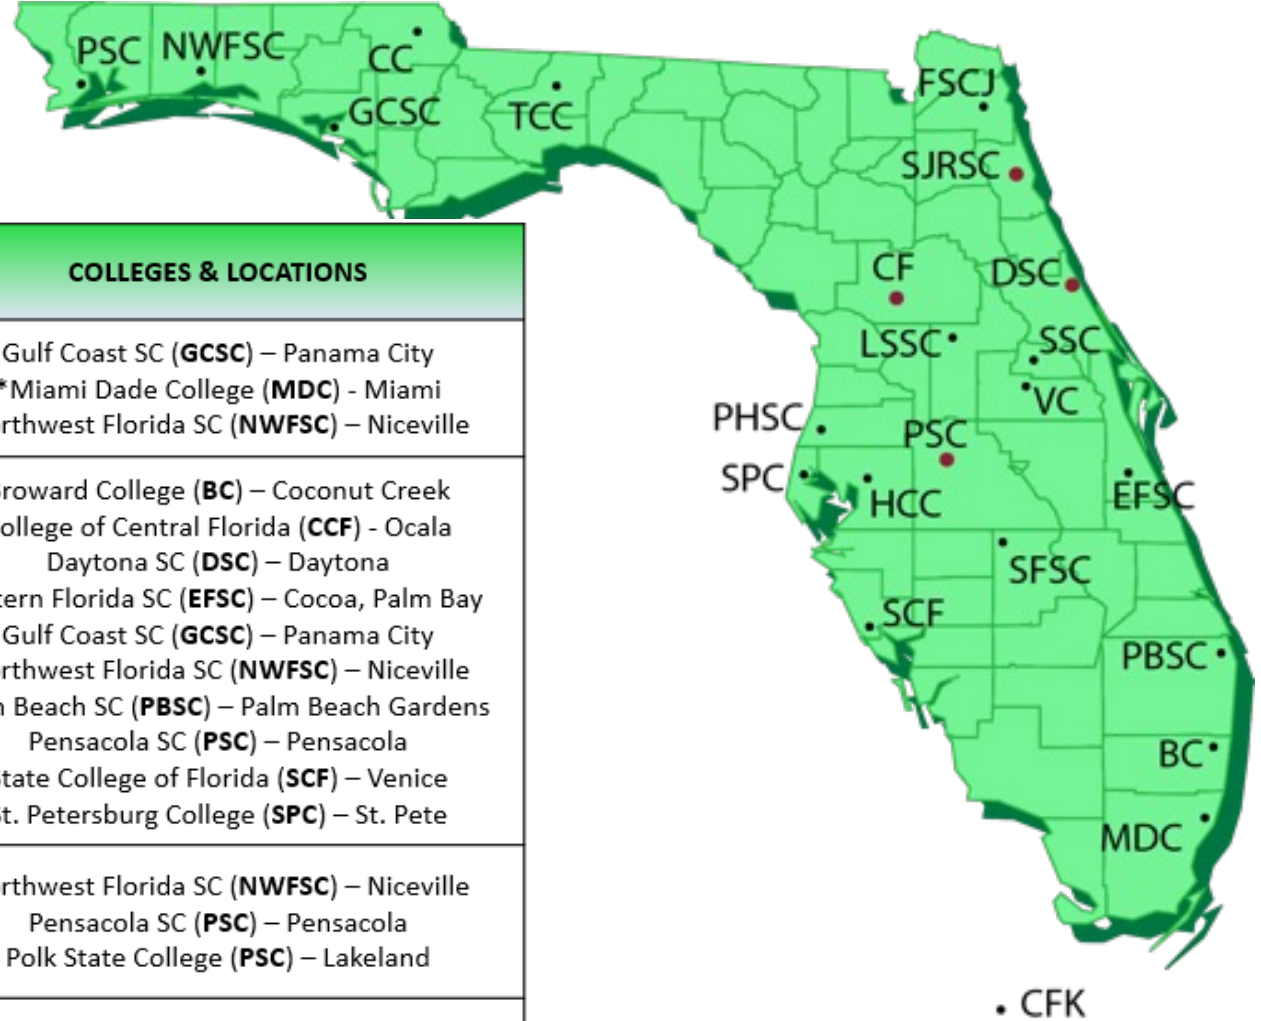 PSC
NWFSC
CC
GCSC
TCC
FSCJ
SJRSC
CF
DSC
LSSC
SSC
VC
PHSC
PSC
SPC
HCC
EFSC
SFSC
SCF
PBSC
BC
MDC
CFK
COLLEGES & LOCATIONS
Gulf Coast SC (GCSC) – Panama City
*Miami Dade College (MDC) - Miami
rthwest Florida SC (NWFSC) – Niceville
roward College (BC) – Coconut Creek
ollege of Central Florida (CCF) - Ocala
Daytona SC (DSC) – Daytona
tern Florida SC (EFSC) – Cocoa, Palm Bay
Gulf Coast SC (GCSC) – Panama City
rthwest Florida SC (NWFSC) – Niceville
Beach SC (PBSC) – Palm Beach Gardens
Pensacola SC (PSC) – Pensacola
tate College of Florida (SCF) – Venice
t. Petersburg College (SPC) – St. Pete
rthwest Florida SC (NWFSC) – Niceville
Pensacola SC (PSC) – Pensacola
Polk State College (PSC) – Lakeland